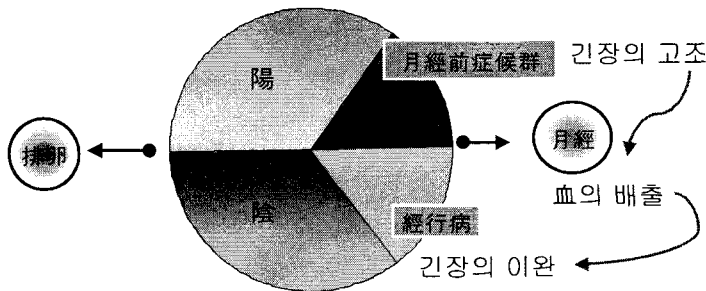 月經前症候群
긴장의 고조
陽
排卵
月經
血의 배출
陰
經行病
긴장의 이완